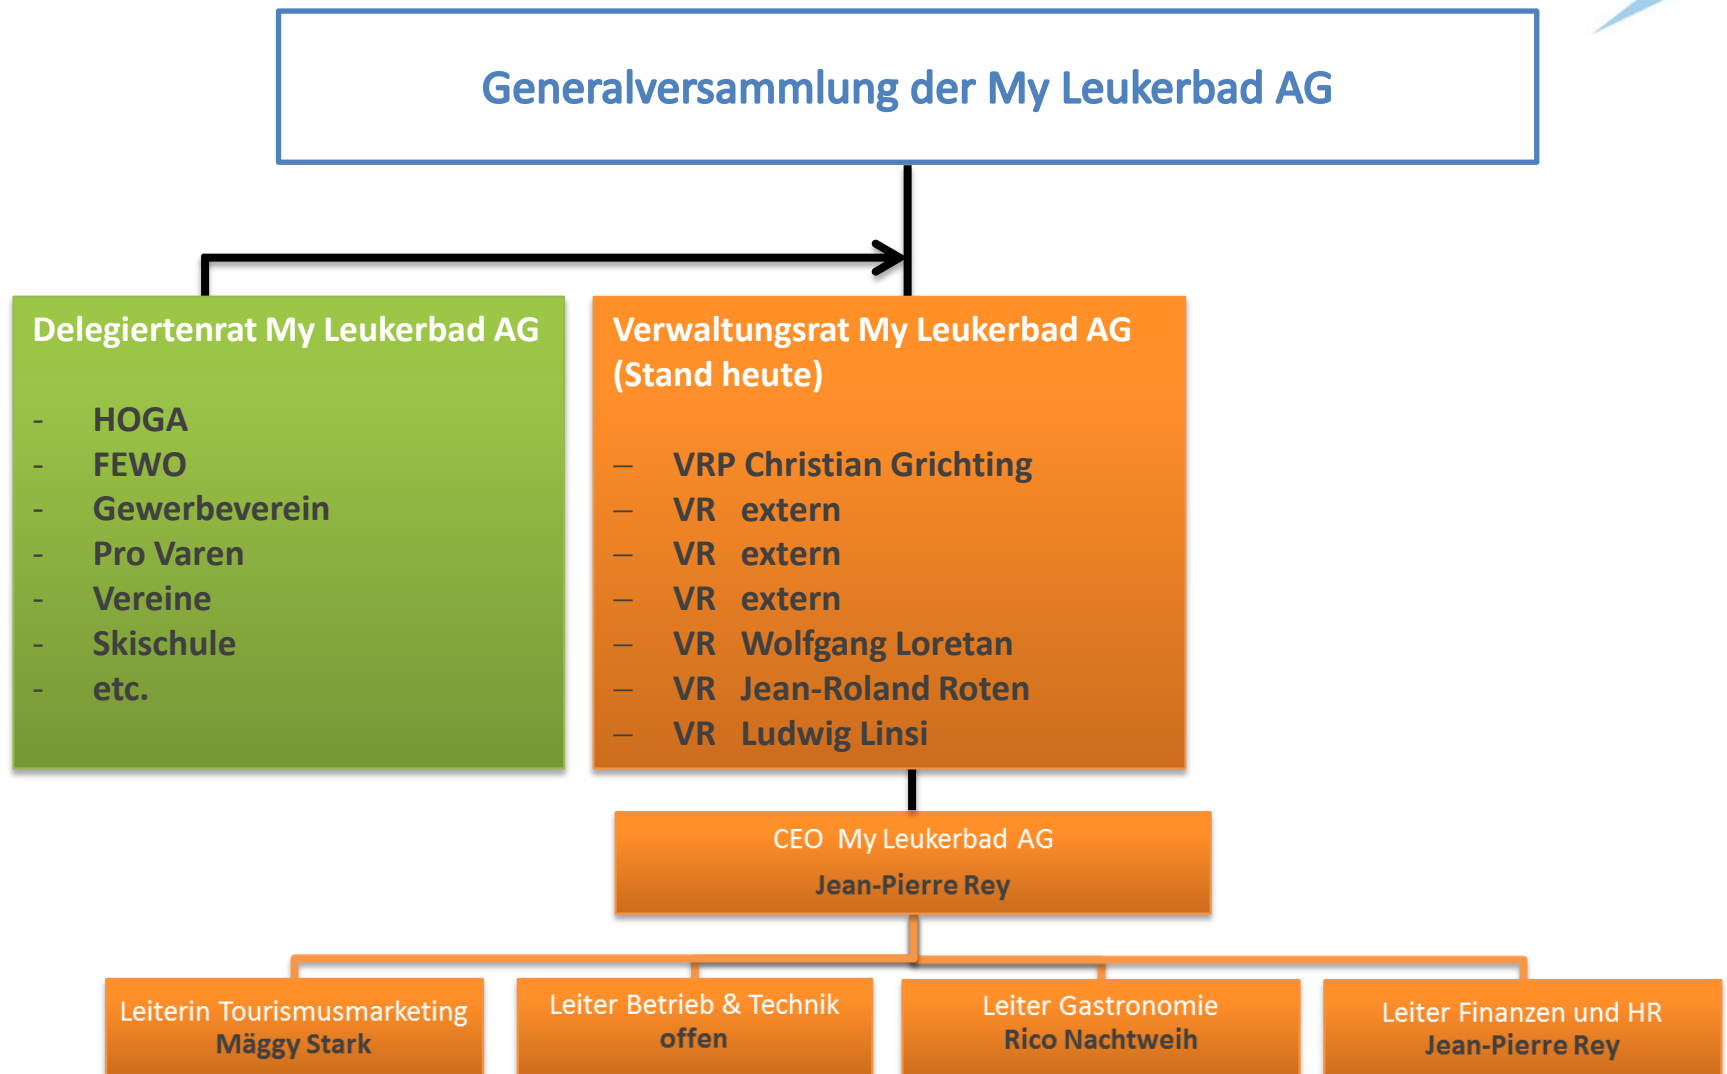 Generalversammlung der My Leukerbad AG
Delegiertenrat My Leukerbad AG
- HOGA
- FEWO
- Gewerbeverein
- Pro Varen
- Vereine
- Skischule
- etc.
Verwaltungsrat My Leukerbad AG
(Stand heute)
– VRP Christian Grichting
– VR extern
– VR extern
– VR extern
– VR Wolfgang Loretan
– VR Jean-Roland Roten
– VR Ludwig Linsi
CEO My Leukerbad AG
Jean-Pierre Rey
Leiterin Tourismusmarketing
Mäggy Stark
Leiter Betrieb & Technik
offen
Leiter Gastronomie
Rico Nachtweih
Leiter Finanzen und HR
Jean-Pierre Rey